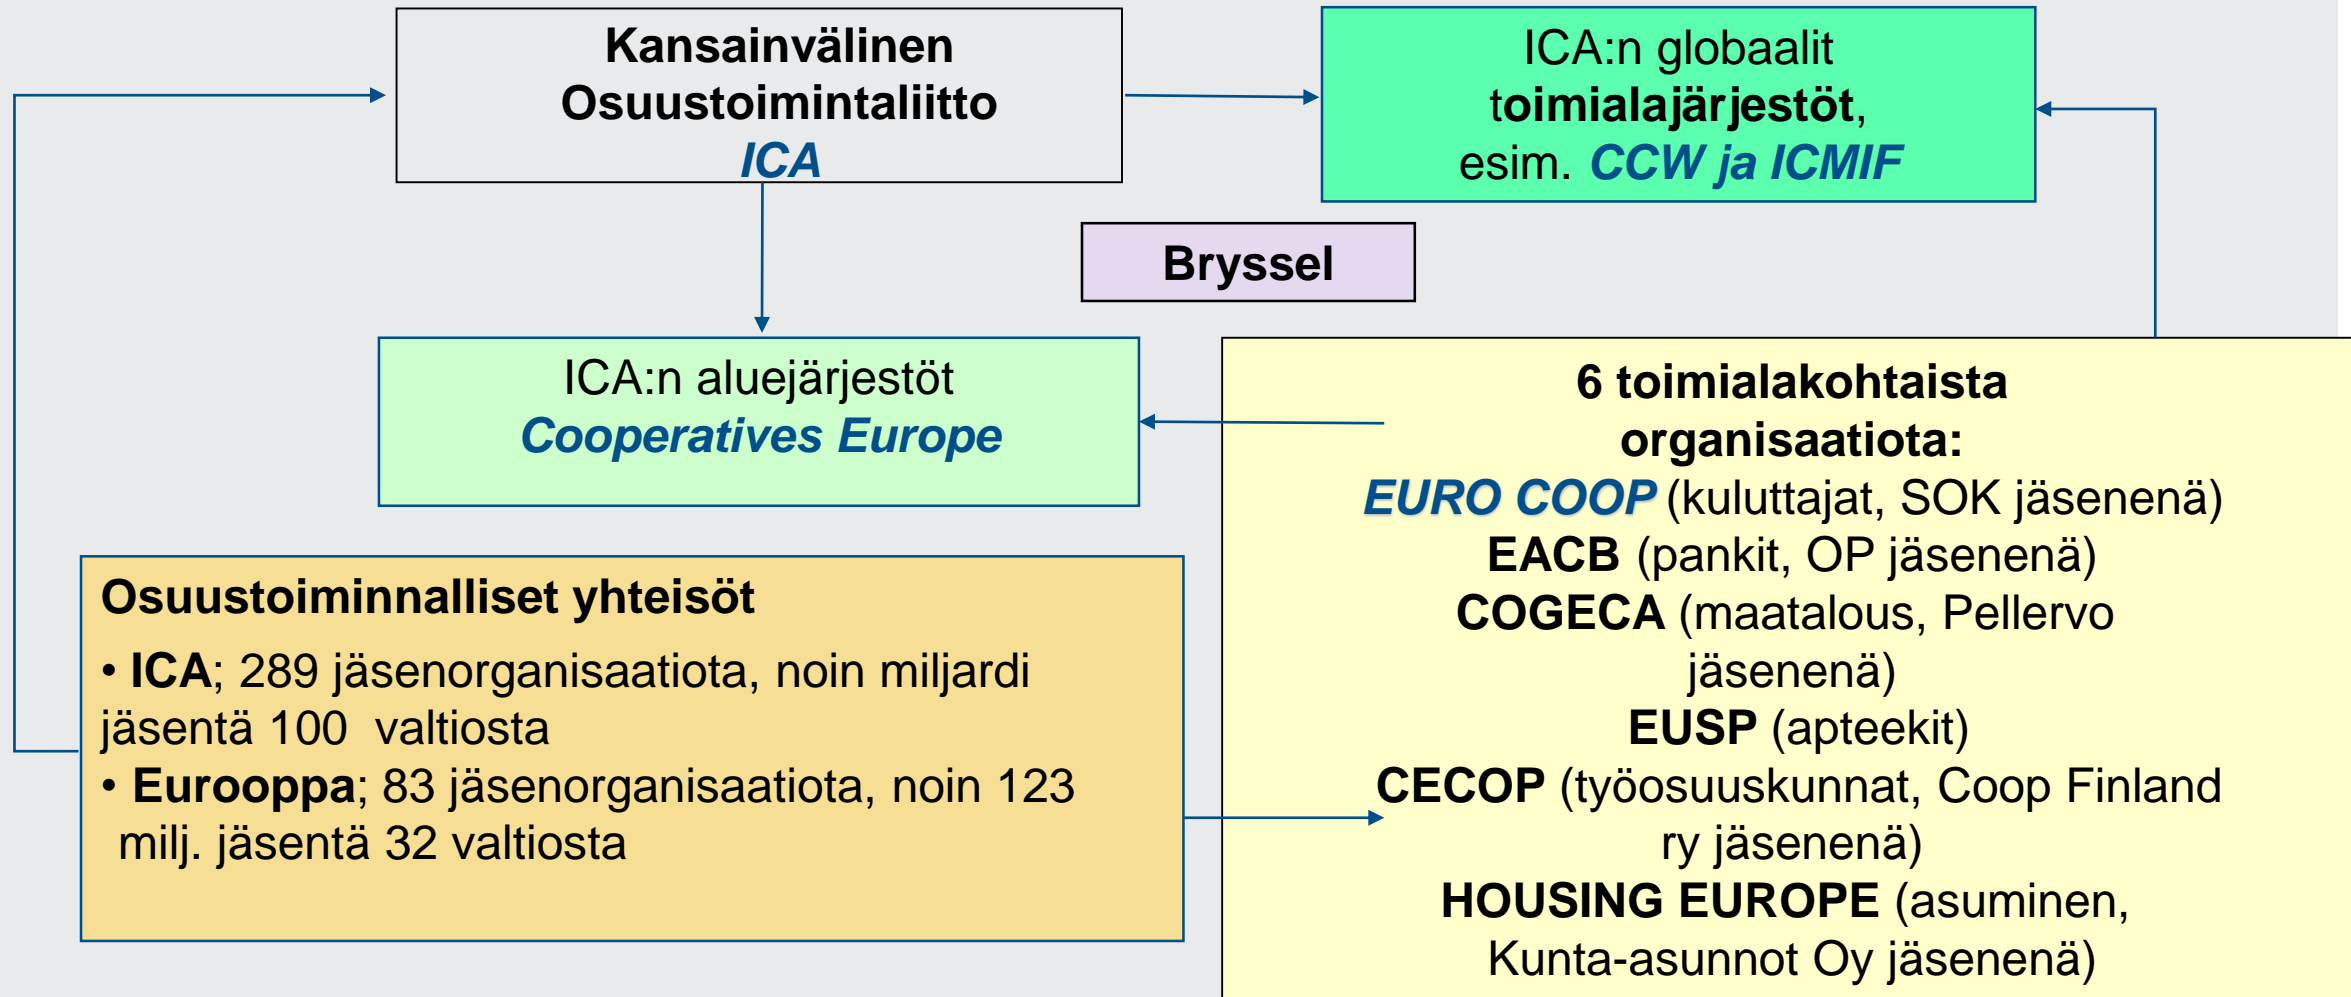 Kansainvälinen
Osuustoimintaliitto
ICA
ICA:n globaalit
toimialajärjestöt,
esim. CCW ja ICMIF
Bryssel
ICA:n aluejärjestöt
Cooperatives Europe
6 toimialakohtaista
organisaatiota:
EURO COOP (kuluttajat, SOK jäsenenä)
EACB (pankit, OP jäsenenä)
COGECA (maatalous, Pellervo
jäsenenä)
EUSP (apteekit)
CECOP (työosuuskunnat, Coop Finland
ry jäsenenä)
HOUSING EUROPE (asuminen,
Kunta-asunnot Oy jäsenenä)
Osuustoiminnalliset yhteisöt
• ICA; 289 jäsenorganisaatiota, noin miljardi
jäsentä 100 valtiosta
• Eurooppa; 83 jäsenorganisaatiota, noin 123
milj. jäsentä 32 valtiosta